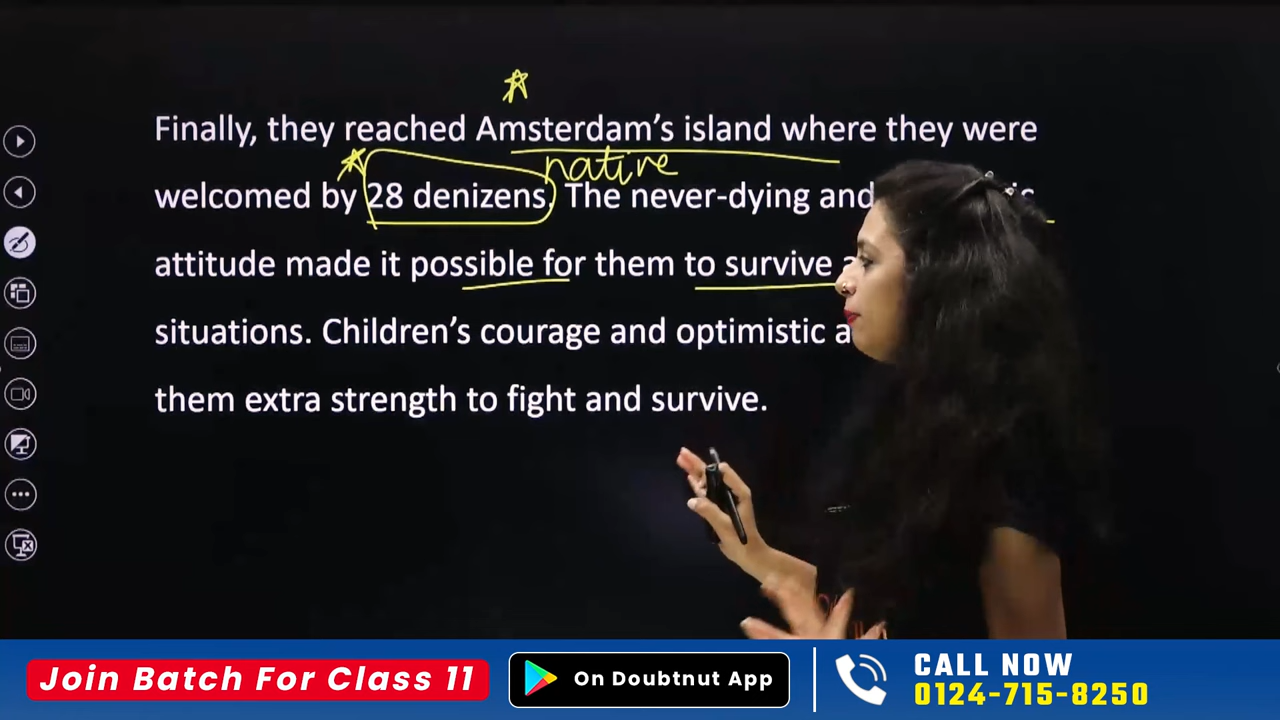 Finally, they reached Amsterdam's island where they were
native
welcomed by 28 denizens. The never-dying and
attitude made it possible for them to survive
situations. Children's courage and optimistic
them extra strength to fight and survive.
Join Batch For Class 11
On Doubtnut App
CALL NOW
0124-715-8250